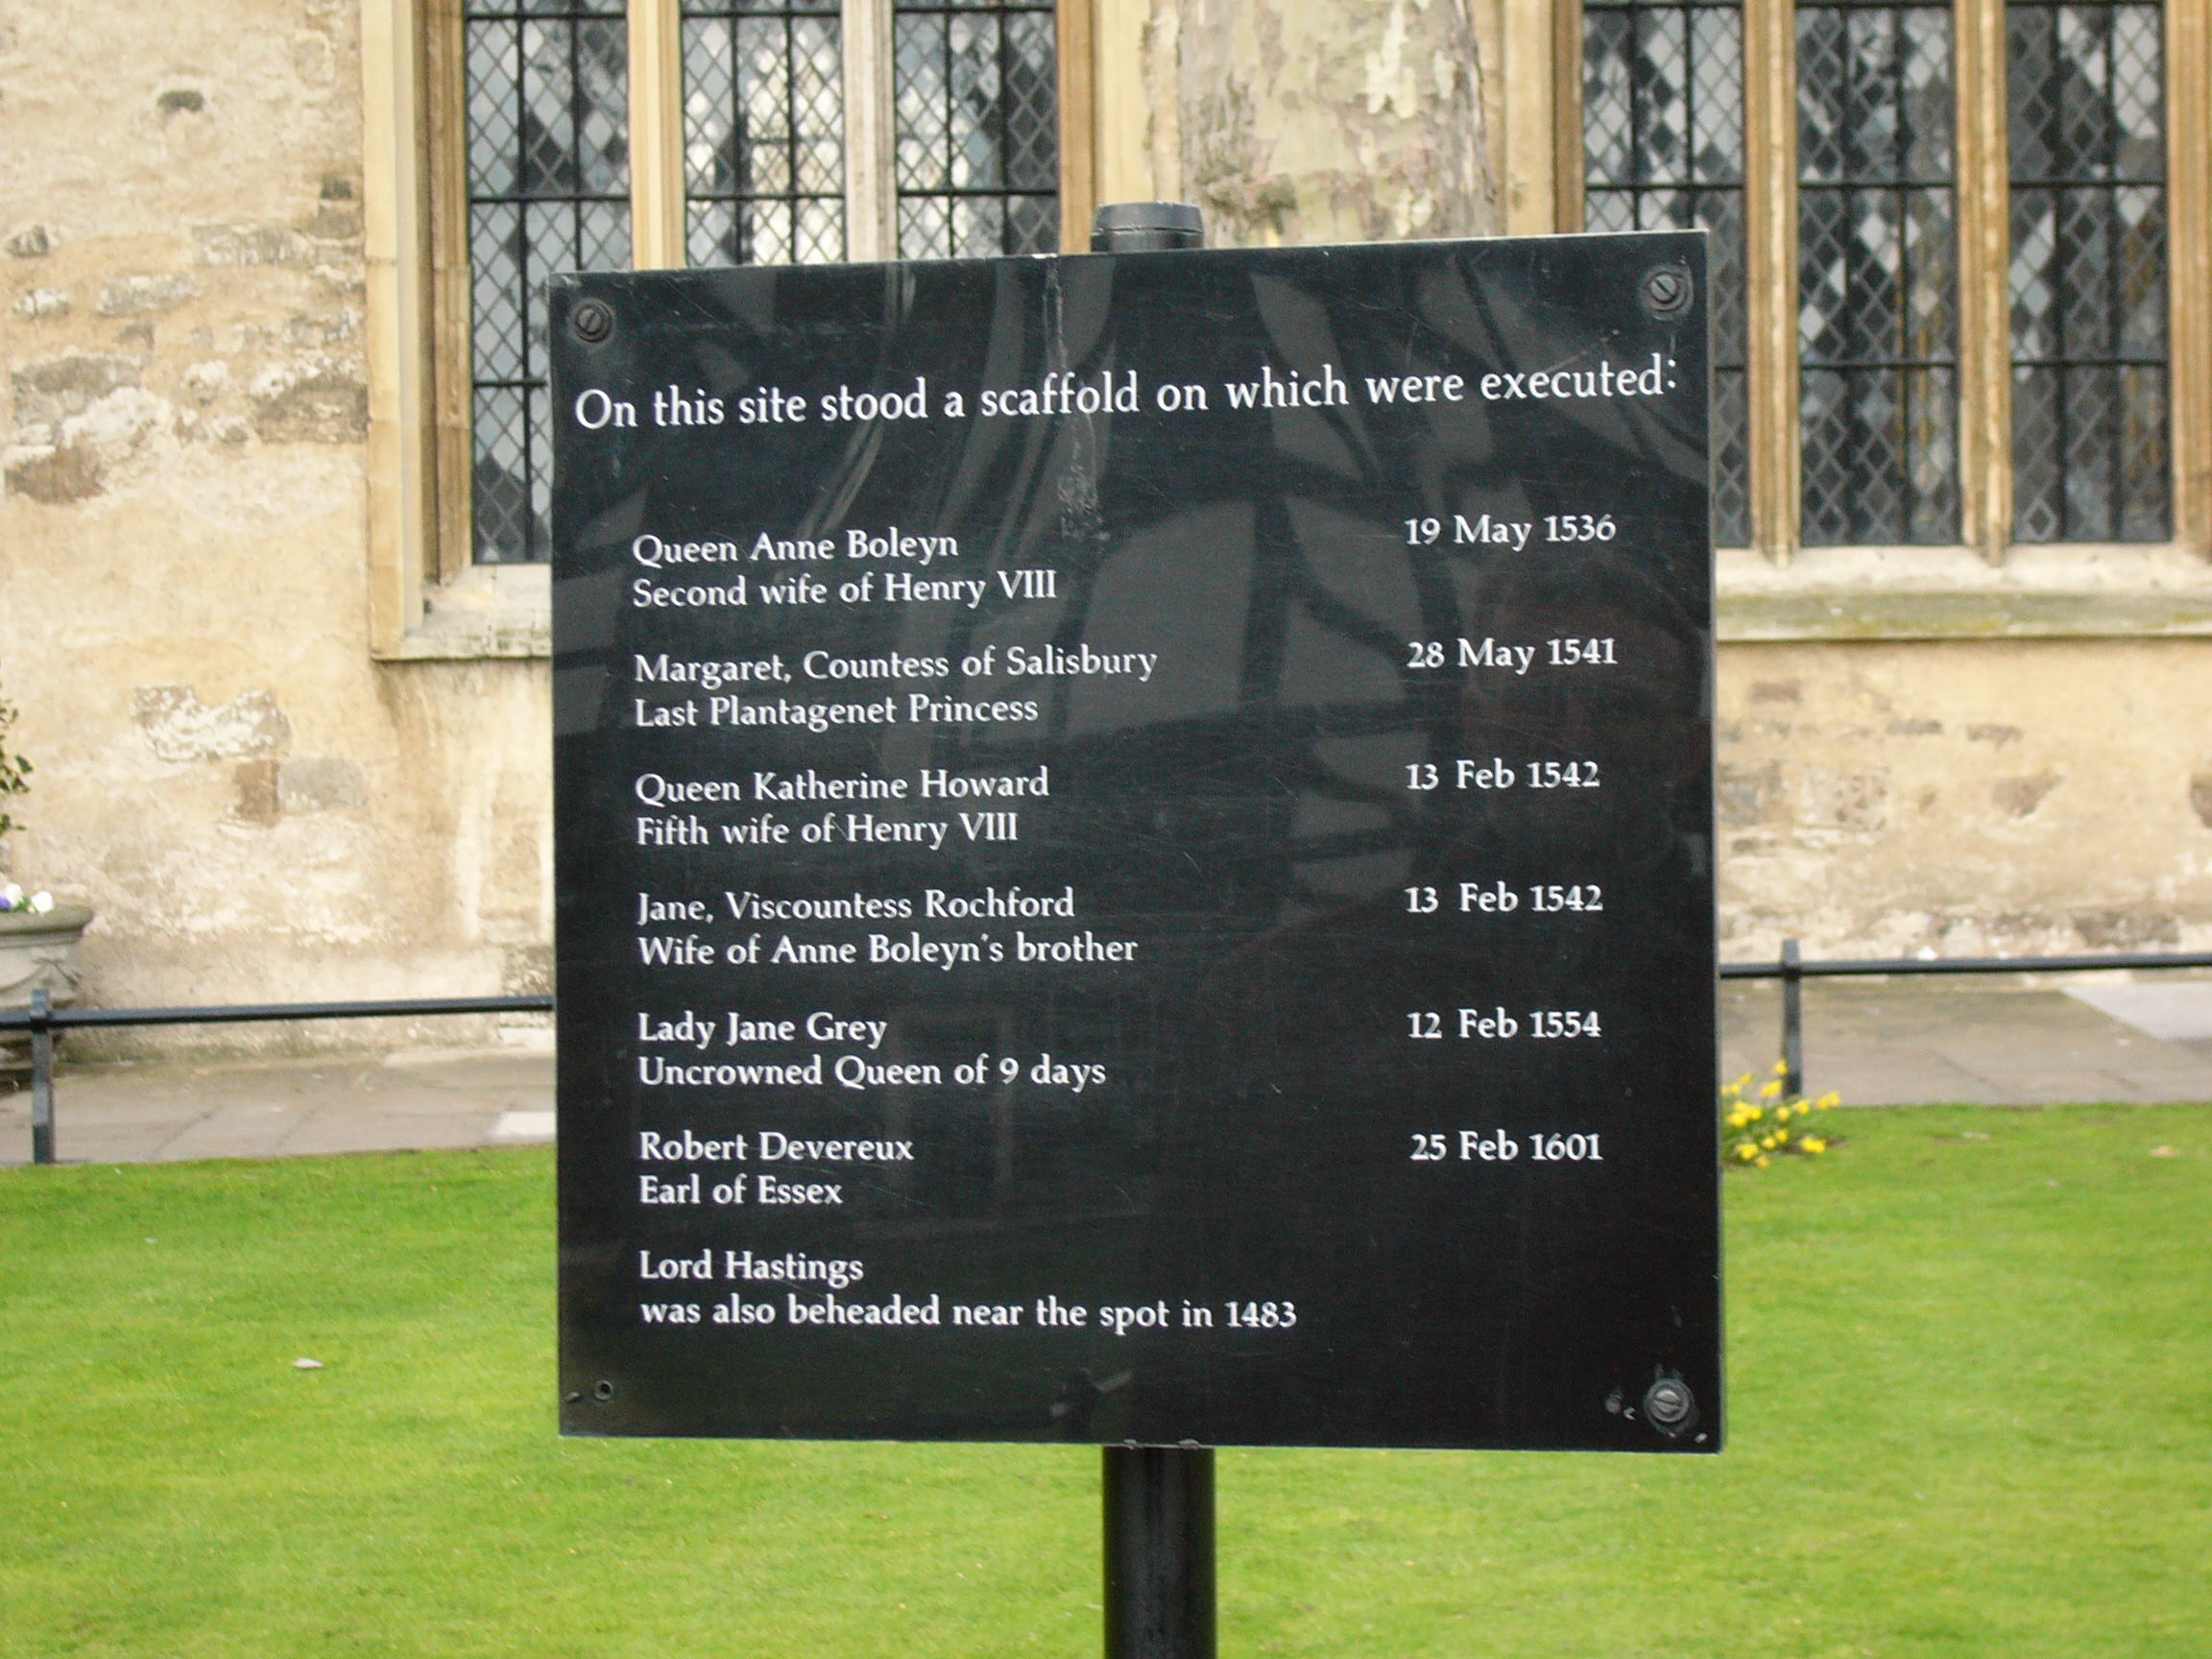 On this site stood a scaffold on which were executed:
Queen Anne Boleyn 19 May 1536
Second wife of Henry VIII
Margaret, Countess of Salisbury 28 May 1541
Last Plantagenet Princess
Queen Katherine Howard 13 Feb 1542
Fifth wife of Henry VIII
Jane, Viscountess Rochford 13 Feb 1542
Wife of Anne Boleyn's brother
Lady Jane Grey 12 Feb 1554
Uncrowned Queen of 9 days
Robert Devereux 25 Feb 1601
Earl of Essex
Lord Hastings
was also beheaded near the spot in 1483